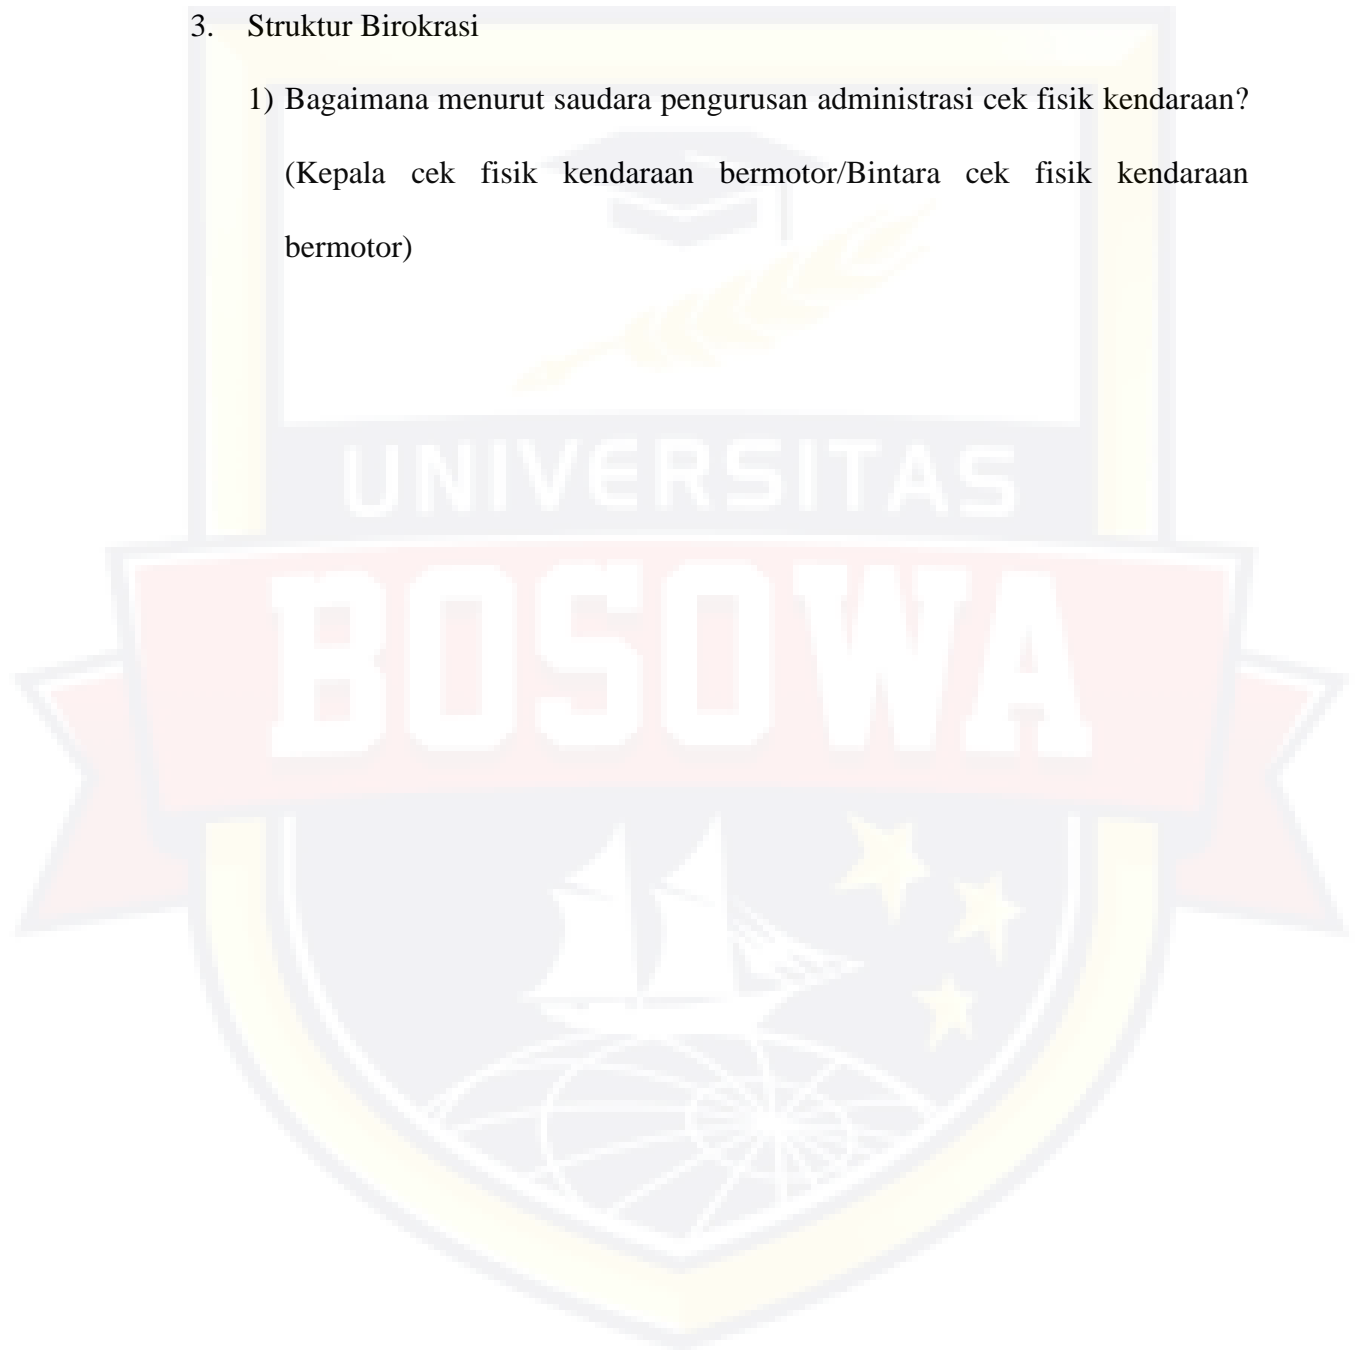 3. Struktur Birokrasi
1) Bagaimana menurut saudara pengurusan administrasi cek fisik kendaraan?
(Kepala cek fisik kendaraan bermotor/Bintara cek fisik kendaraan
bermotor)
UNIVERSITAS
BOSOWA